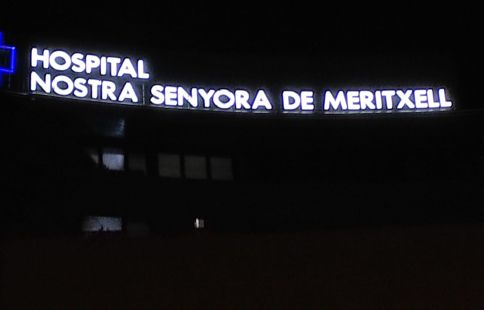 HOSPITAL
NOSTRA SENYORA DE MERITXELL